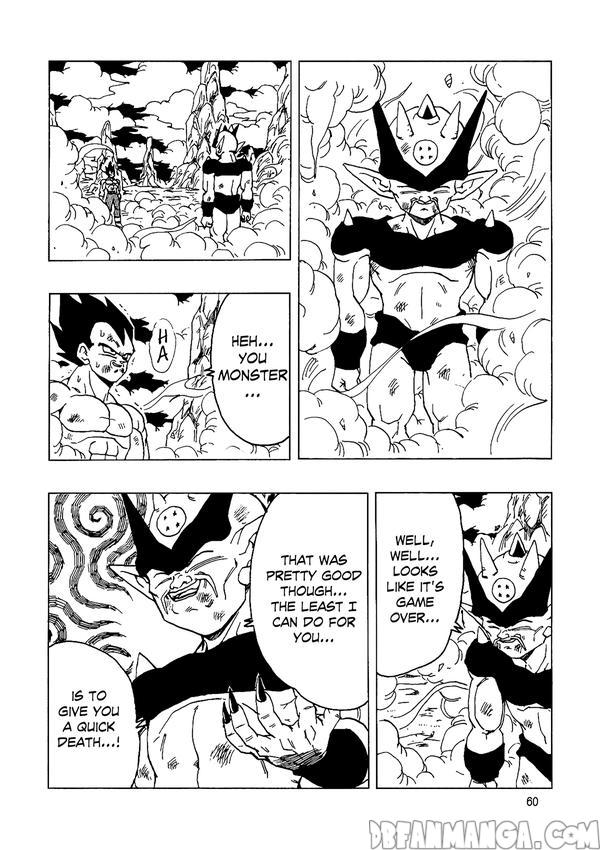 HEH...
YOU
MONSTER
...
HA
WELL,
WELL...
LOOKS
LIKE IT'S
GAME
OVER...
THAT WAS
PRETTY GOOD
THOUGH...
THE LEAST I
CAN DO FOR
YOU...
IS TO
GIVE YOU
A QUICK
DEATH...!
60
DBFANMANGA.COM